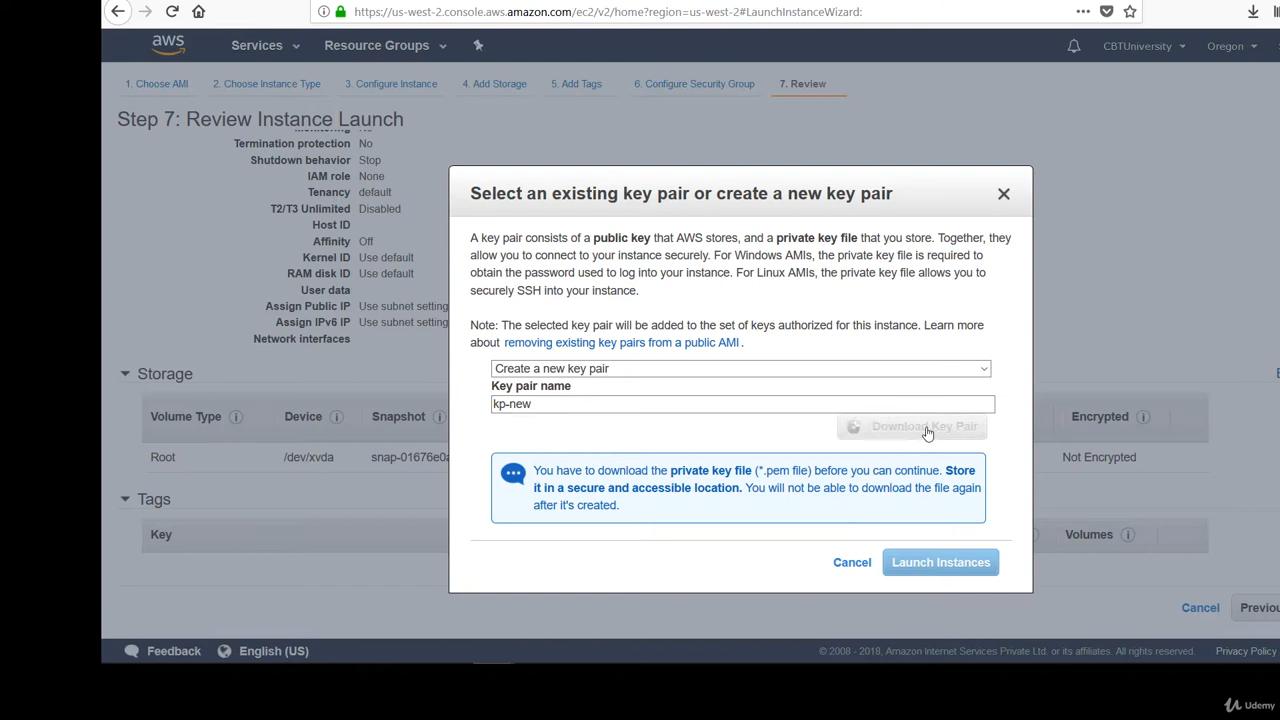 https://us-west-2.console.aws.amazon.com/ec2/v2/home?region=us-west-2#LaunchInstanceWizard:
aws Services Resource Groups CBTUniversity Oregon
1. Choose AMI 2. Choose Instance Type 3. Configure Instance 4. Add Storage 5. Add Tags 6. Configure Security Group 7. Review
Step 7: Review Instance Launch
Monitoring No
Termination protection No
Shutdown behavior Stop
IAM role None
Tenancy default
T2/T3 Unlimited Disabled
Host ID
Affinity Off
Kernel ID Use default
RAM disk ID Use default
User data
Assign Public IP Use subnet setting
Assign IPv6 IP Use subnet setting
Network interfaces
Storage
Volume Type Device Snapshot Encrypted
Root /dev/xvda snap-01676e0a Not Encrypted
Tags
Key Volumes
Select an existing key pair or create a new key pair
A key pair consists of a public key that AWS stores, and a private key file that you store. Together, they
allow you to connect to your instance securely. For Windows AMIs, the private key file is required to
obtain the password used to log into your instance. For Linux AMIs, the private key file allows you to
securely SSH into your instance.
Note: The selected key pair will be added to the set of keys authorized for this instance. Learn more
about removing existing key pairs from a public AMI .
Create a new key pair
Key pair name
kp-new
Download Key Pair
You have to download the private key file (*.pem file) before you can continue. Store
it in a secure and accessible location. You will not be able to download the file again
after it's created.
Cancel Launch Instances
Cancel Previou
Feedback English (US) © 2008 - 2018, Amazon Internet Services Private Ltd. or its affiliates. All rights reserved. Privacy Policy
Udemy